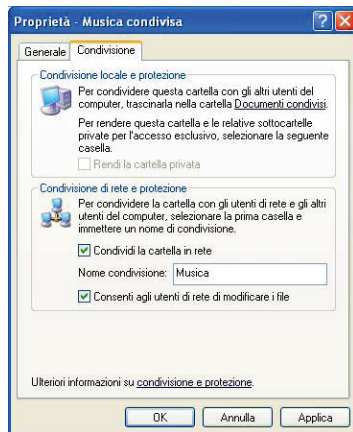 Proprietà - Musica condivisa
Generale
Condivisione
Condivisione locale e protezione
Per condividere questa cartella con gli altri utenti del
computer, trascinarla nella cartella Documenti condivisi.
Per rendere questa cartella e le relative sottocartelle
private per l'accesso esclusivo, selezionare la seguente
casella.
Rendi la cartella privata
Condivisione di rete e protezione
Per condividere la cartella con gli utenti di rete e gli altri
utenti del computer, selezionare la prima casella e
immettere un nome di condivisione.
Condividi la cartella in rete
Nome condivisione: Musica
Consenti agli utenti di rete di modificare i file
Ulteriori informazioni su condivisione e protezione.
OK
Annulla
Applica